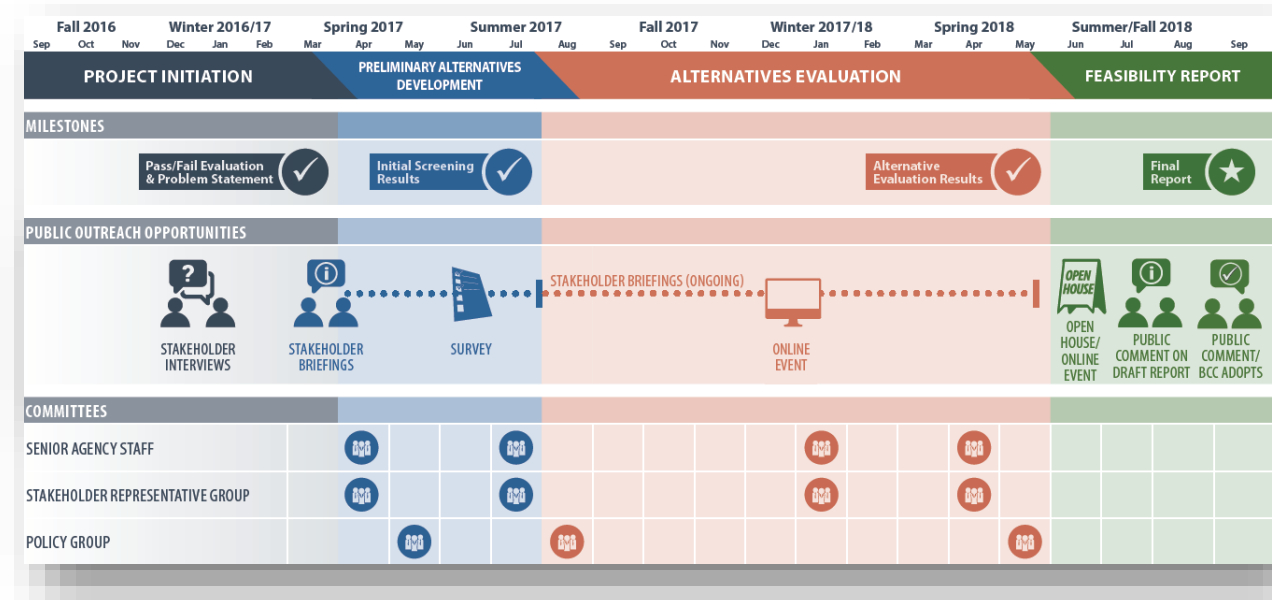 Fall 2016 Winter 2016/17 Spring 2017 Summer 2017 Fall 2017 Winter 2017/18 Spring 2018 Summer/Fall 2018
Sep Oct Nov Dec Jan Feb Mar Apr May Jun Jul Aug Sep Oct Nov Dec Jan Feb Mar Apr May Jun Jul Aug Sep
PROJECT INITIATION
PRELIMINARY ALTERNATIVES
DEVELOPMENT
ALTERNATIVES EVALUATION
FEASIBILITY REPORT
MILESTONES
Pass/Fail Evaluation
& Problem Statement
Initial Screening
Results
Alternative
Evaluation Results
Final
Report
PUBLIC OUTREACH OPPORTUNITIES
?
i
STAKEHOLDER BRIEFINGS (ONGOING)
OPEN
HOUSE
i
STAKEHOLDER
INTERVIEWS
STAKEHOLDER
BRIEFINGS
SURVEY
ONLINE
EVENT
OPEN
HOUSE/
ONLINE
EVENT
PUBLIC
COMMENT ON
DRAFT REPORT
PUBLIC
COMMENT/
BCC ADOPTS
COMMITTEES
SENIOR AGENCY STAFF
STAKEHOLDER REPRESENTATIVE GROUP
POLICY GROUP